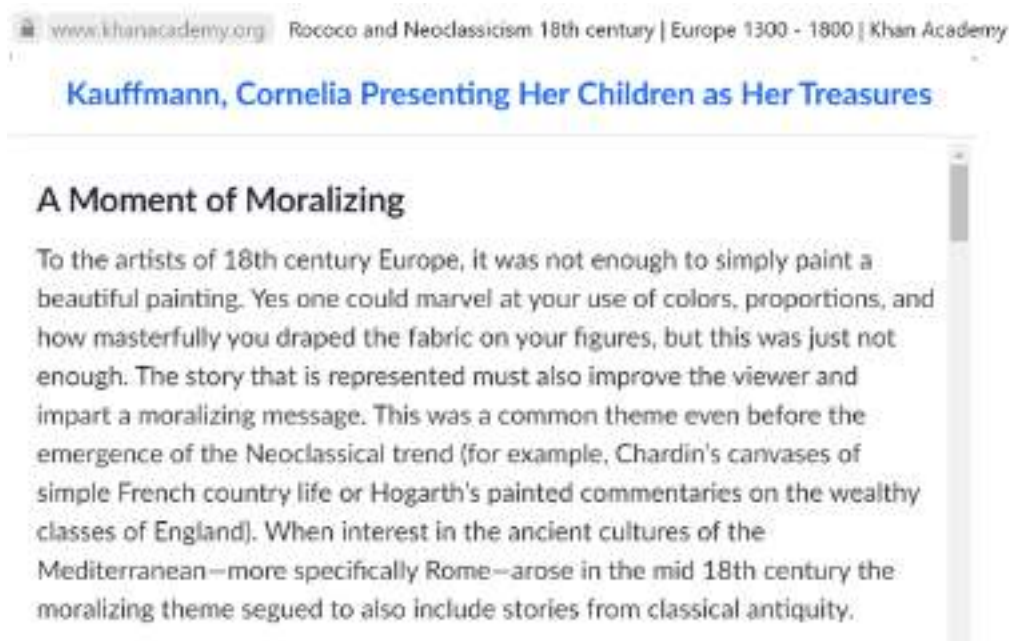 www.khanacademy.org Rococo and Neoclassicism 18th century | Europe 1300 - 1800 | Khan Academy
Kauffmann, Cornelia Presenting Her Children as Her Treasures
A Moment of Moralizing
To the artists of 18th century Europe, it was not enough to simply paint a
beautiful painting. Yes one could marvel at your use of colors, proportions, and
how masterfully you draped the fabric on your figures, but this was just not
enough. The story that is represented must also improve the viewer and
impart a moralizing message. This was a common theme even before the
emergence of the Neoclassical trend (for example, Chardin's canvases of
simple French country life or Hogarth's painted commentaries on the wealthy
classes of England). When interest in the ancient cultures of the
Mediterranean—more specifically Rome—arose in the mid 18th century the
moralizing theme segued to also include stories from classical antiquity.